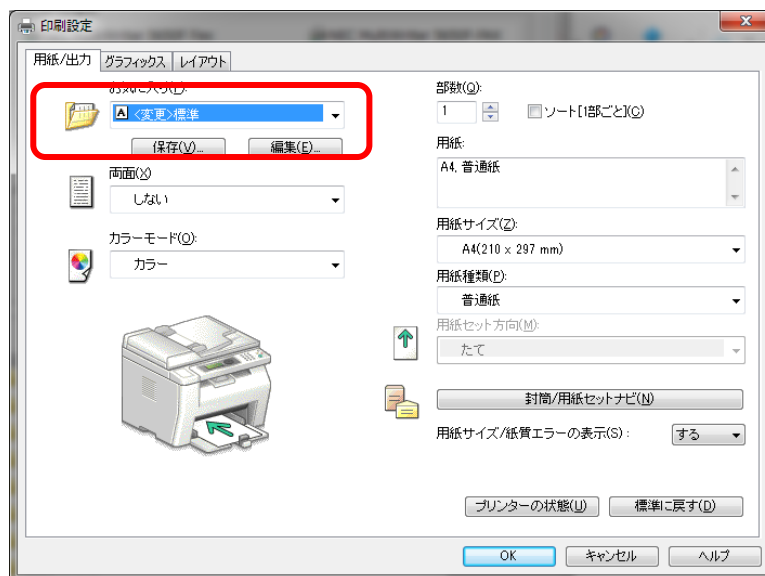 印刷設定
用紙/出力 グラフィックス レイアウト
お気に入り(F):
<変更>標準
保存(V)... 編集(E)...
両面(X)
しない
カラーモード(O):
カラー
部数(Q):
1 ソート[1部ごと](C)
用紙:
A4, 普通紙
用紙サイズ(Z):
A4(210 x 297 mm)
用紙種類(P):
普通紙
用紙セット方向(M):
たて
封筒/用紙セットナビ(N)
用紙サイズ/紙質エラーの表示(S): する
プリンターの状態(U) 標準に戻す(D)
OK キャンセル ヘルプ